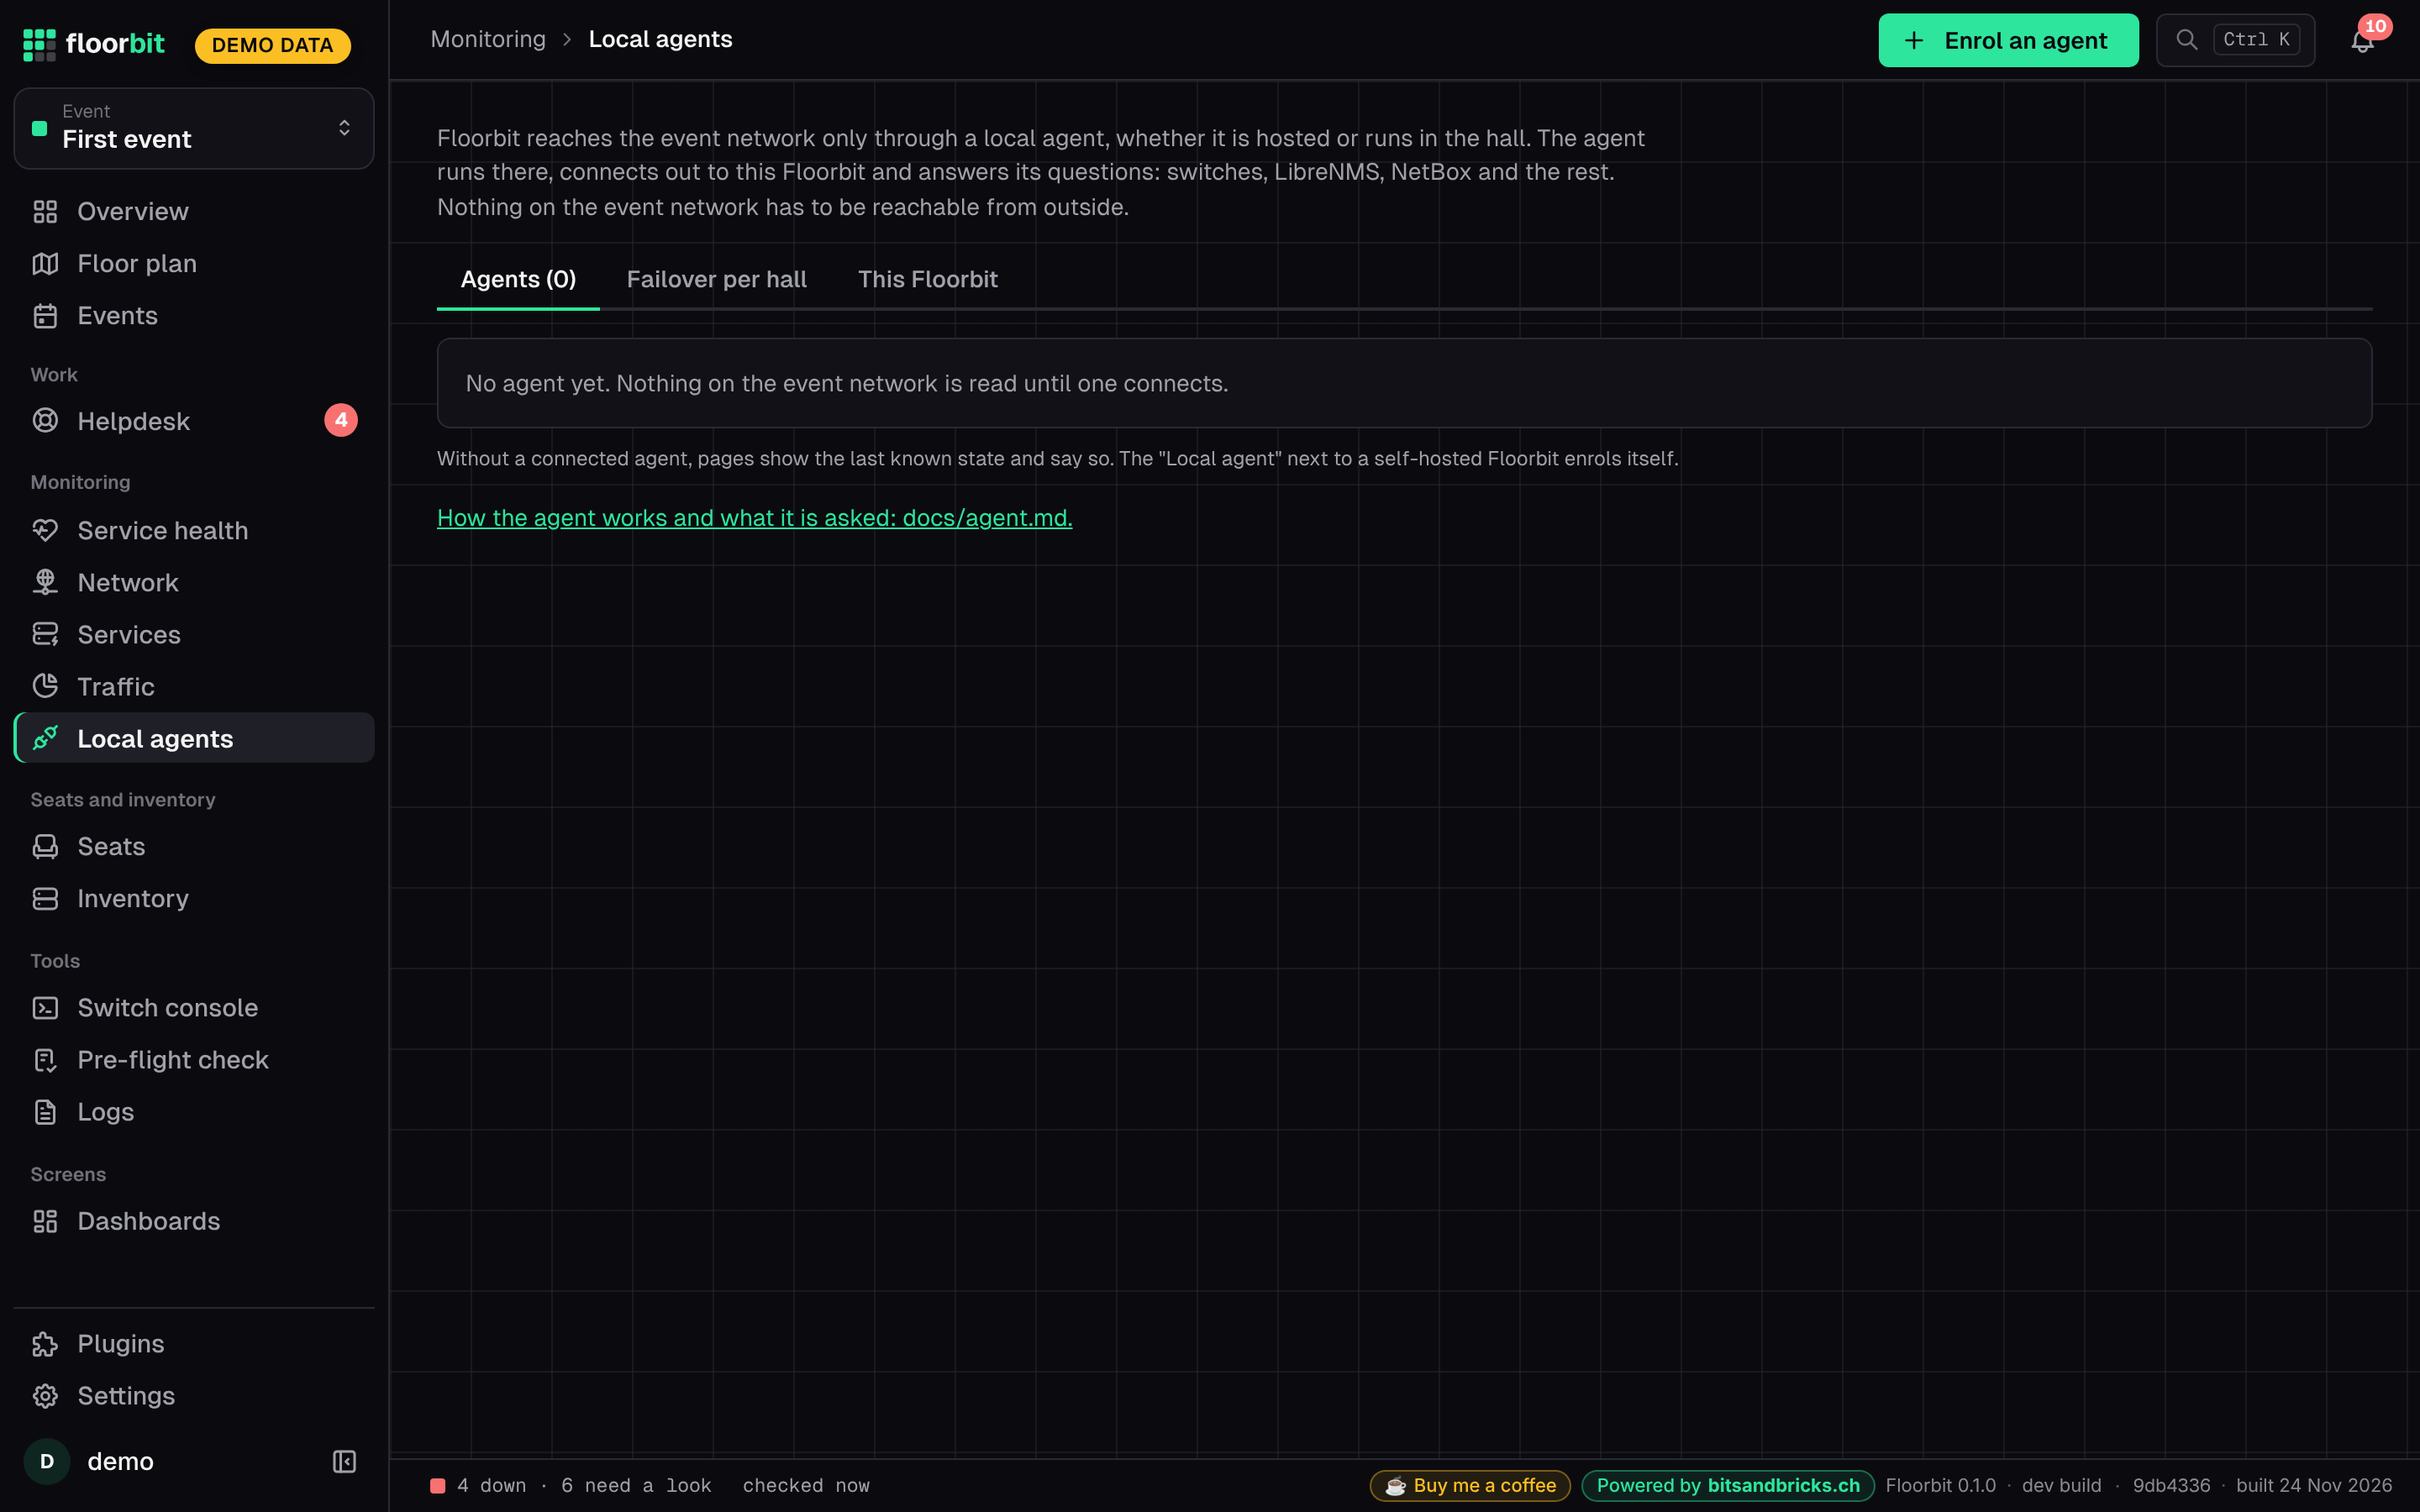 floorbit
DEMO DATA
Event
First event
Overview
Floor plan
Events
Work
Helpdesk
4
Monitoring
Service health
Network
Services
Traffic
Local agents
Seats and inventory
Seats
Inventory
Tools
Switch console
Pre-flight check
Logs
Screens
Dashboards
Plugins
Settings
D
demo
Monitoring > Local agents
+ Enrol an agent
Ctrl K
10
Floorbit reaches the event network only through a local agent, whether it is hosted or runs in the hall. The agent
runs there, connects out to this Floorbit and answers its questions: switches, LibreNMS, NetBox and the rest.
Nothing on the event network has to be reachable from outside.
Agents (0)
Failover per hall
This Floorbit
No agent yet. Nothing on the event network is read until one connects.
Without a connected agent, pages show the last known state and say so. The "Local agent" next to a self-hosted Floorbit enrols itself.
How the agent works and what it is asked: docs/agent.md.
4 down · 6 need a look checked now
☕ Buy me a coffee
Powered by bitsandbricks.ch
Floorbit 0.1.0 · dev build · 9db4336 · built 24 Nov 2026